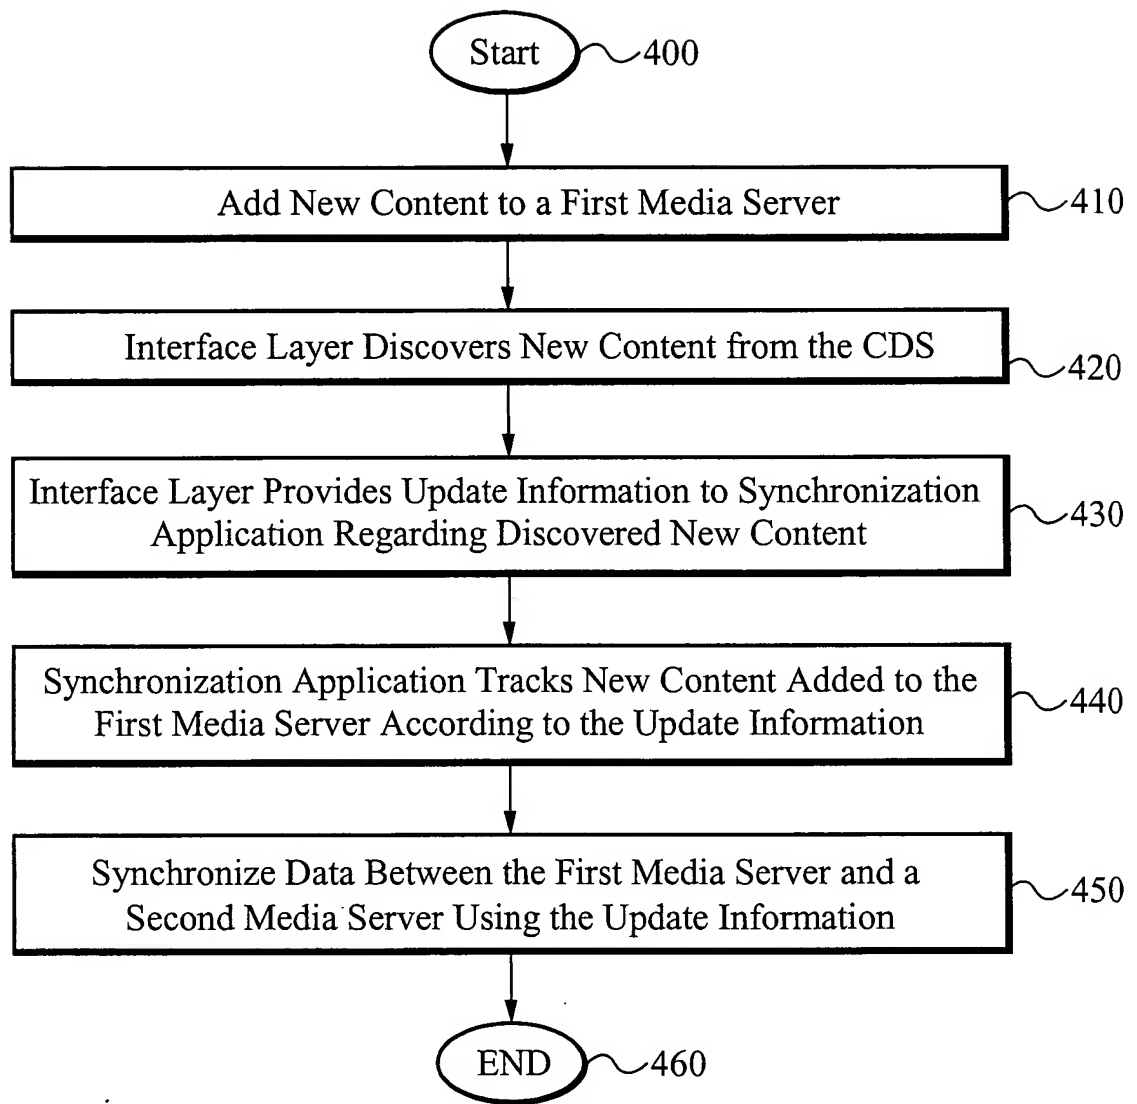 Start
400
Add New Content to a First Media Server
410
Interface Layer Discovers New Content from the CDS
420
Interface Layer Provides Update Information to Synchronization
Application Regarding Discovered New Content
430
Synchronization Application Tracks New Content Added to the
First Media Server According to the Update Information
440
Synchronize Data Between the First Media Server and a
Second Media Server Using the Update Information
450
END
460